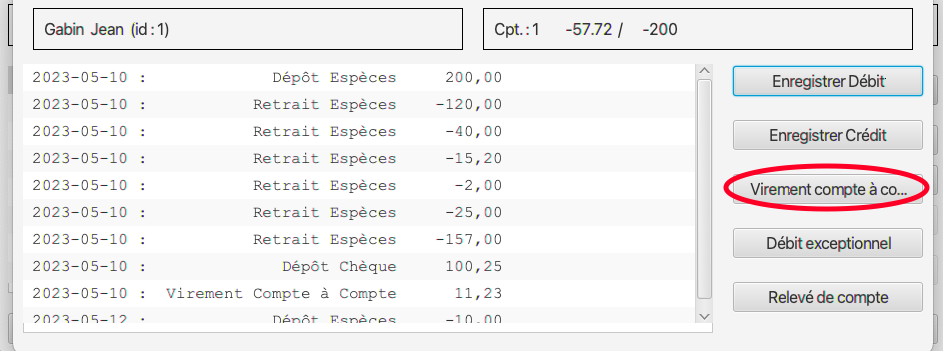 Gabin Jean (id : 1)
Cpt. : 1 -57.72 / -200
2023-05-10 : Dépôt Espèces 200,00
2023-05-10 : Retrait Espèces -120,00
2023-05-10 : Retrait Espèces -40,00
2023-05-10 : Retrait Espèces -15,20
2023-05-10 : Retrait Espèces -2,00
2023-05-10 : Retrait Espèces -25,00
2023-05-10 : Retrait Espèces -157,00
2023-05-10 : Dépôt Chèque 100,25
2023-05-10 : Virement Compte à Compte 11,23
2023-05-12 : Dépôt Espèces -10,00
Enregistrer Débit
Enregistrer Crédit
Virement compte à co...
Débit exceptionnel
Relevé de compte